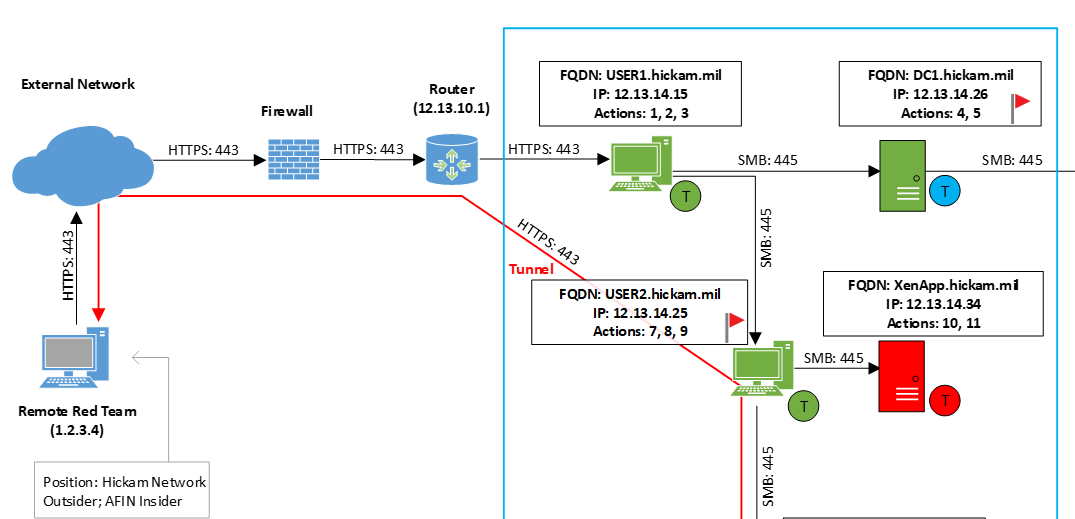 External Network
Firewall
Router
(12.13.10.1)
FQDN: USER1.hickam.mil
IP: 12.13.14.15
Actions: 1, 2, 3
FQDN: DC1.hickam.mil
IP: 12.13.14.26
Actions: 4, 5
HTTPS: 443
HTTPS: 443
HTTPS: 443
SMB: 445
SMB: 445
T
T
HTTPS: 443
HTTPS: 443
SMB: 445
Tunnel
FQDN: USER2.hickam.mil
IP: 12.13.14.25
Actions: 7, 8, 9
FQDN: XenApp.hickam.mil
IP: 12.13.14.34
Actions: 10, 11
SMB: 445
T
T
Remote Red Team
(1.2.3.4)
SMB: 445
Position: Hickam Network
Outsider; AFIN Insider